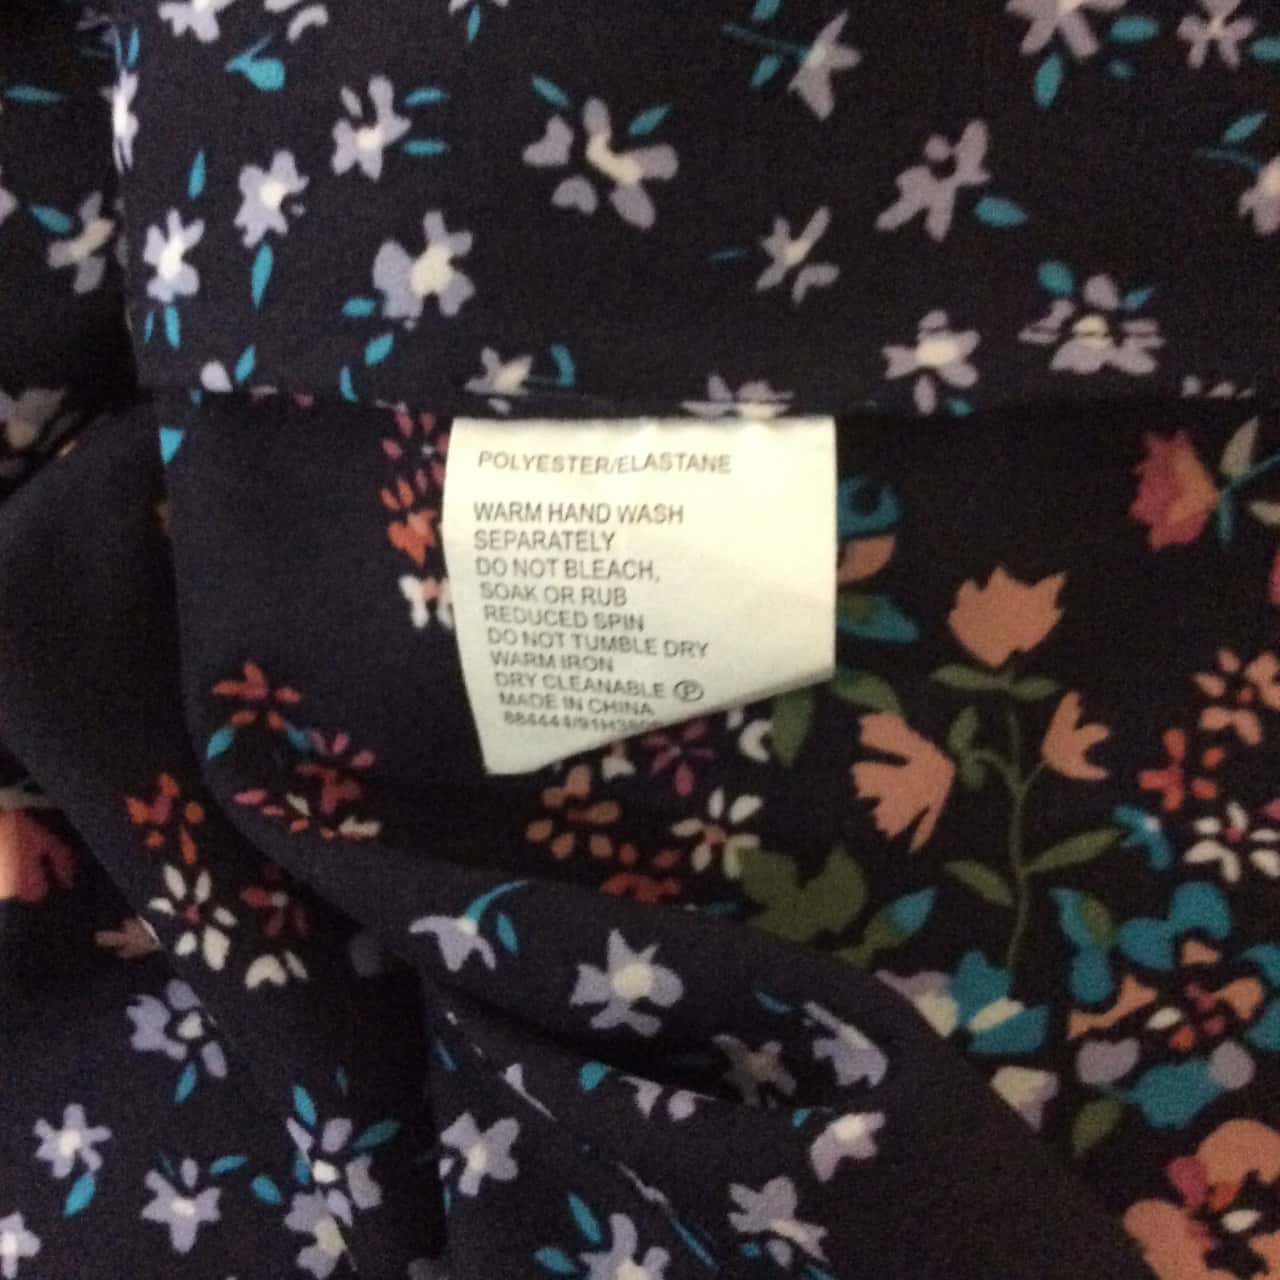 POLYESTER/ELASTANE
WARM HAND WASH
SEPARATELY
DO NOT BLEACH,
SOAK OR RUB
REDUCED SPIN
DO NOT TUMBLE DRY
WARM IRON
DRY CLEANABLE Ⓟ
MADE IN CHINA